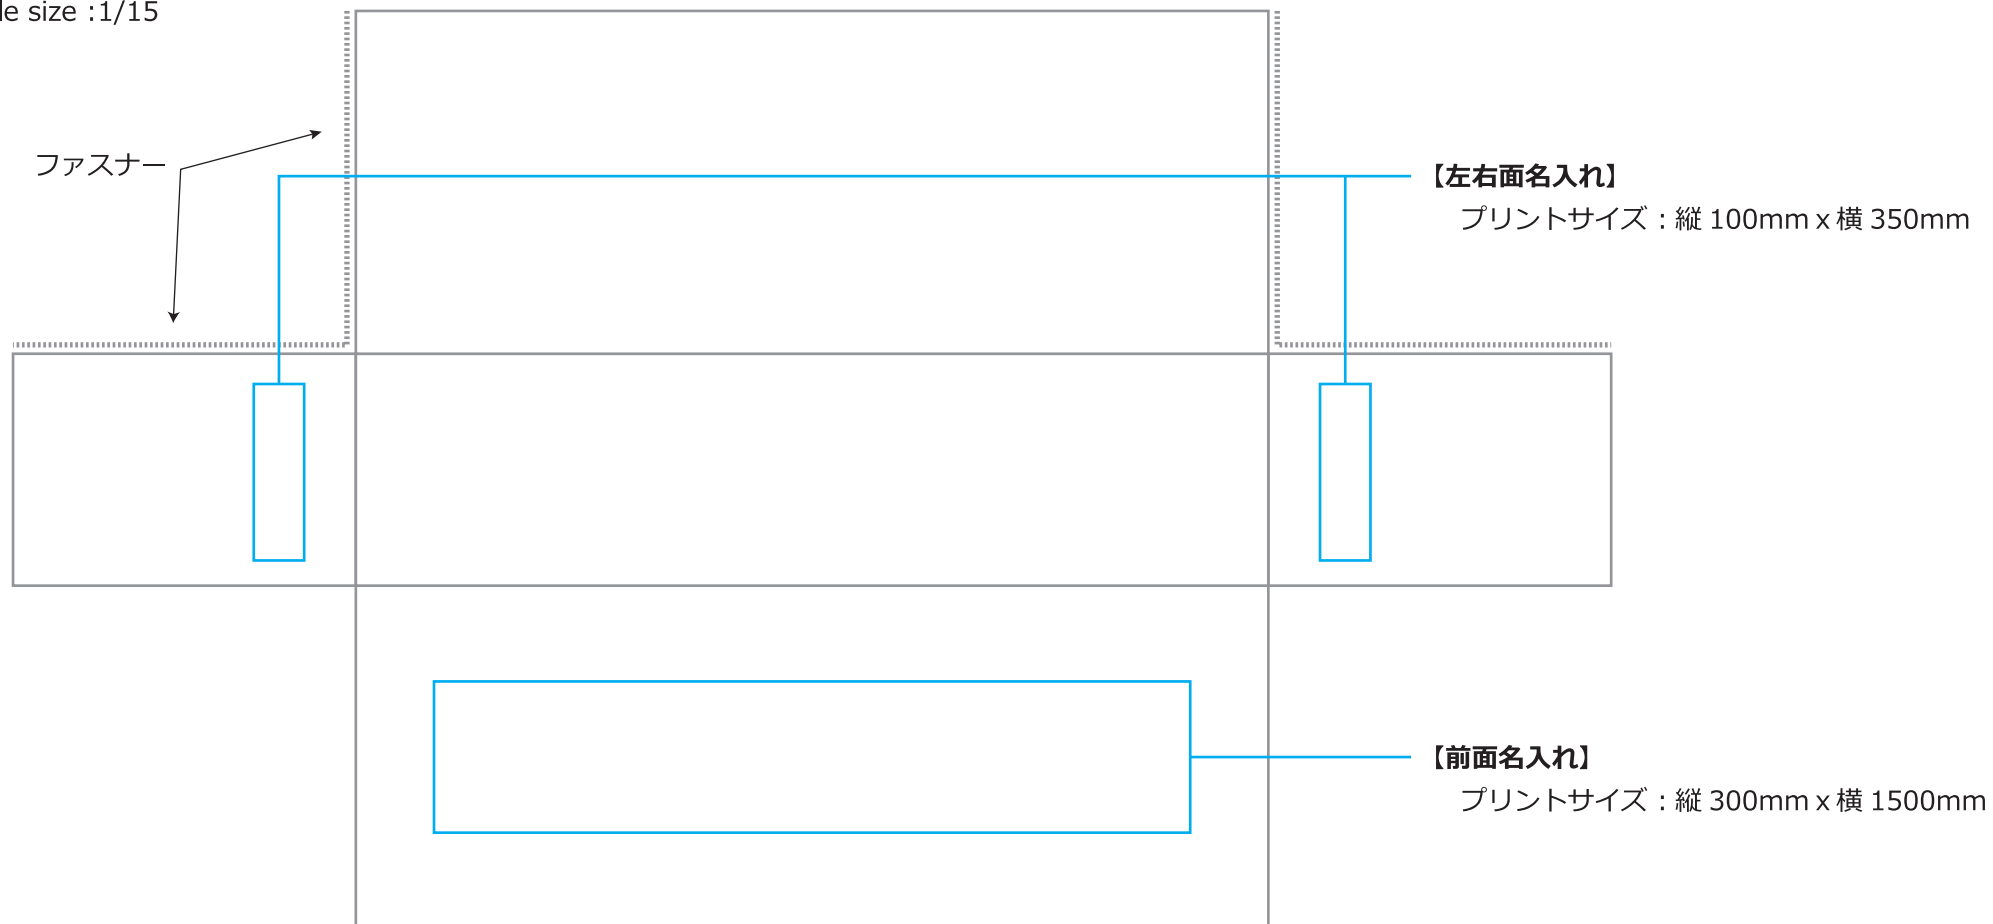 le size :1/15
ファスナー
【左右面名入れ】
プリントサイズ：縦 100mm x 横 350mm
【前面名入れ】
プリントサイズ：縦 300mm x 横 1500mm